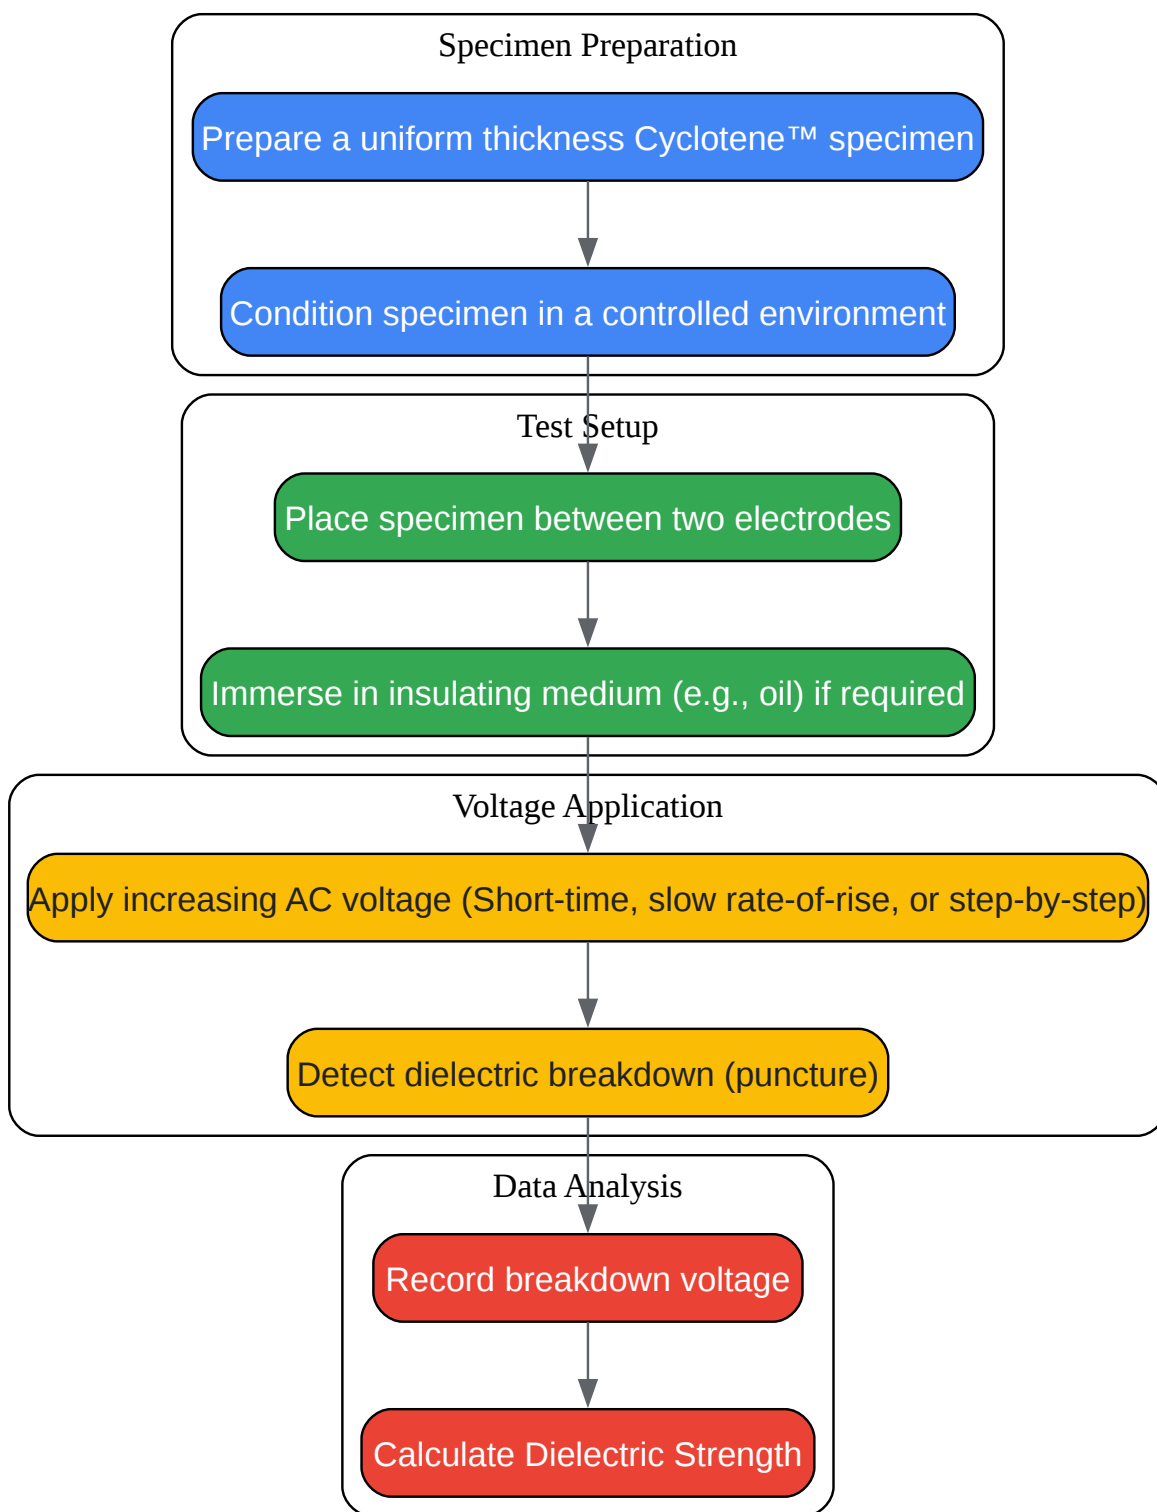 Specimen Preparation
Prepare a uniform thickness Cyclotene™ specimen
Condition specimen in a controlled environment
Test Setup
Place specimen between two electrodes
Immerse in insulating medium (e.g., oil) if required
Voltage Application
Apply increasing AC voltage (Short-time, slow rate-of-rise, or step-by-step)
Detect dielectric breakdown (puncture)
Data Analysis
Record breakdown voltage
Calculate Dielectric Strength